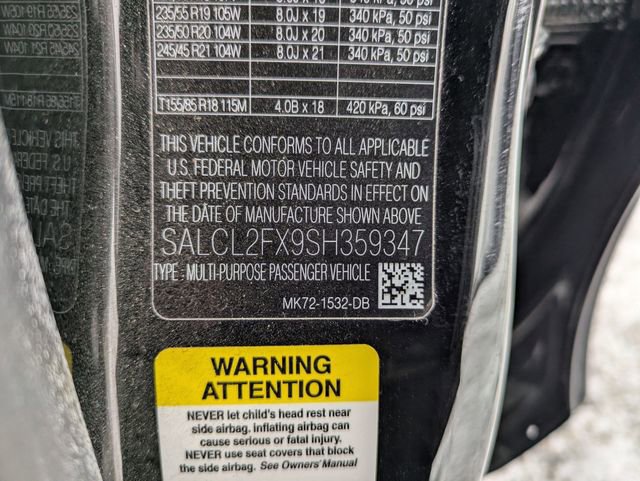 235/55 R19 105W 8.0J x 19 340 kPa, 50 psi
235/50 R20 104W 8.0J x 20 340 kPa, 50 psi
245/45 R21 104W 8.0J x 21 340 kPa, 50 psi
T155/85 R18 115M 4.0B x 18 420 kPa, 60 psi
THIS VEHICLE CONFORMS TO ALL APPLICABLE
U.S. FEDERAL MOTOR VEHICLE SAFETY AND
THEFT PREVENTION STANDARDS IN EFFECT ON
THE DATE OF MANUFACTURE SHOWN ABOVE
SALCL2FX9SH359347
TYPE : MULTI-PURPOSE PASSENGER VEHICLE
MK72-1532-DB
WARNING
ATTENTION
NEVER let child's head rest near
side airbag. Inflating airbag can
cause serious or fatal injury.
NEVER use seat covers that block
the side airbag. See Owners' Manual